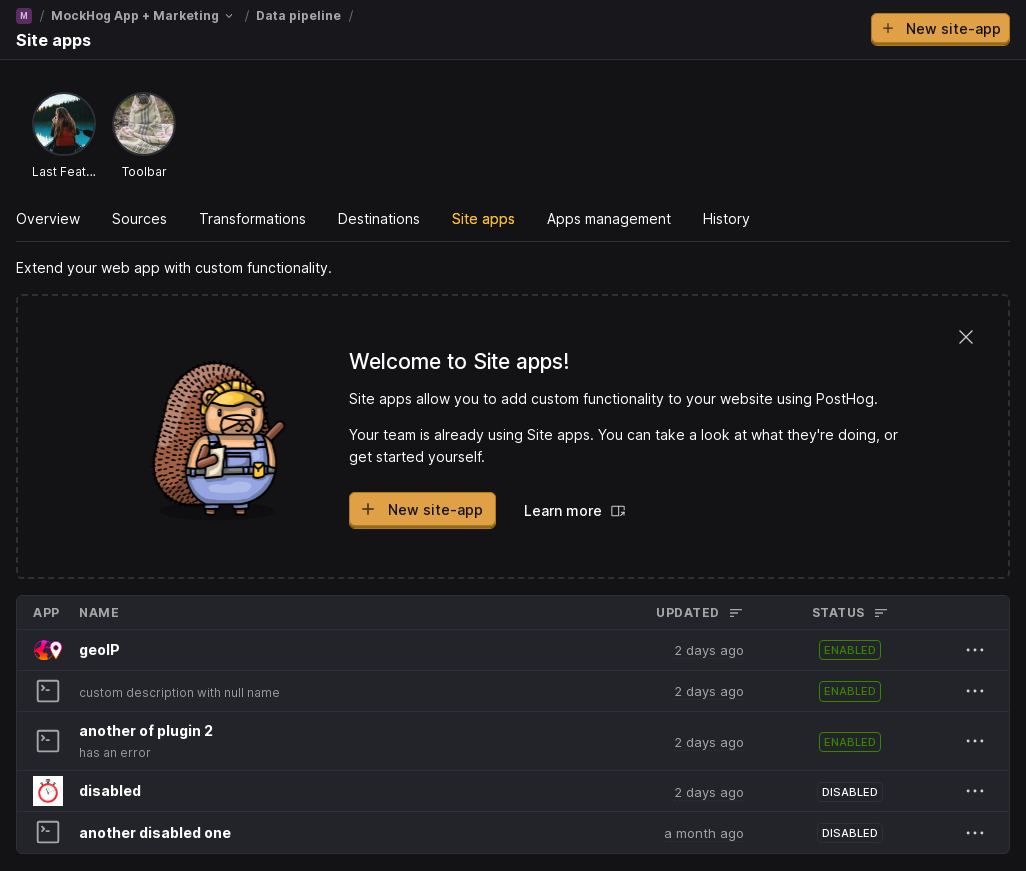 M / MockHog App + Marketing / Data pipeline /
Site apps
New site-app
Last Feat...
Toolbar
Overview Sources Transformations Destinations Site apps Apps management History
Extend your web app with custom functionality.
Welcome to Site apps!
Site apps allow you to add custom functionality to your website using PostHog.
Your team is already using Site apps. You can take a look at what they're doing, or
get started yourself.
New site-app
Learn more
APP NAME UPDATED STATUS
geoIP 2 days ago ENABLED
custom description with null name 2 days ago ENABLED
another of plugin 2
has an error
2 days ago ENABLED
disabled 2 days ago DISABLED
another disabled one a month ago DISABLED